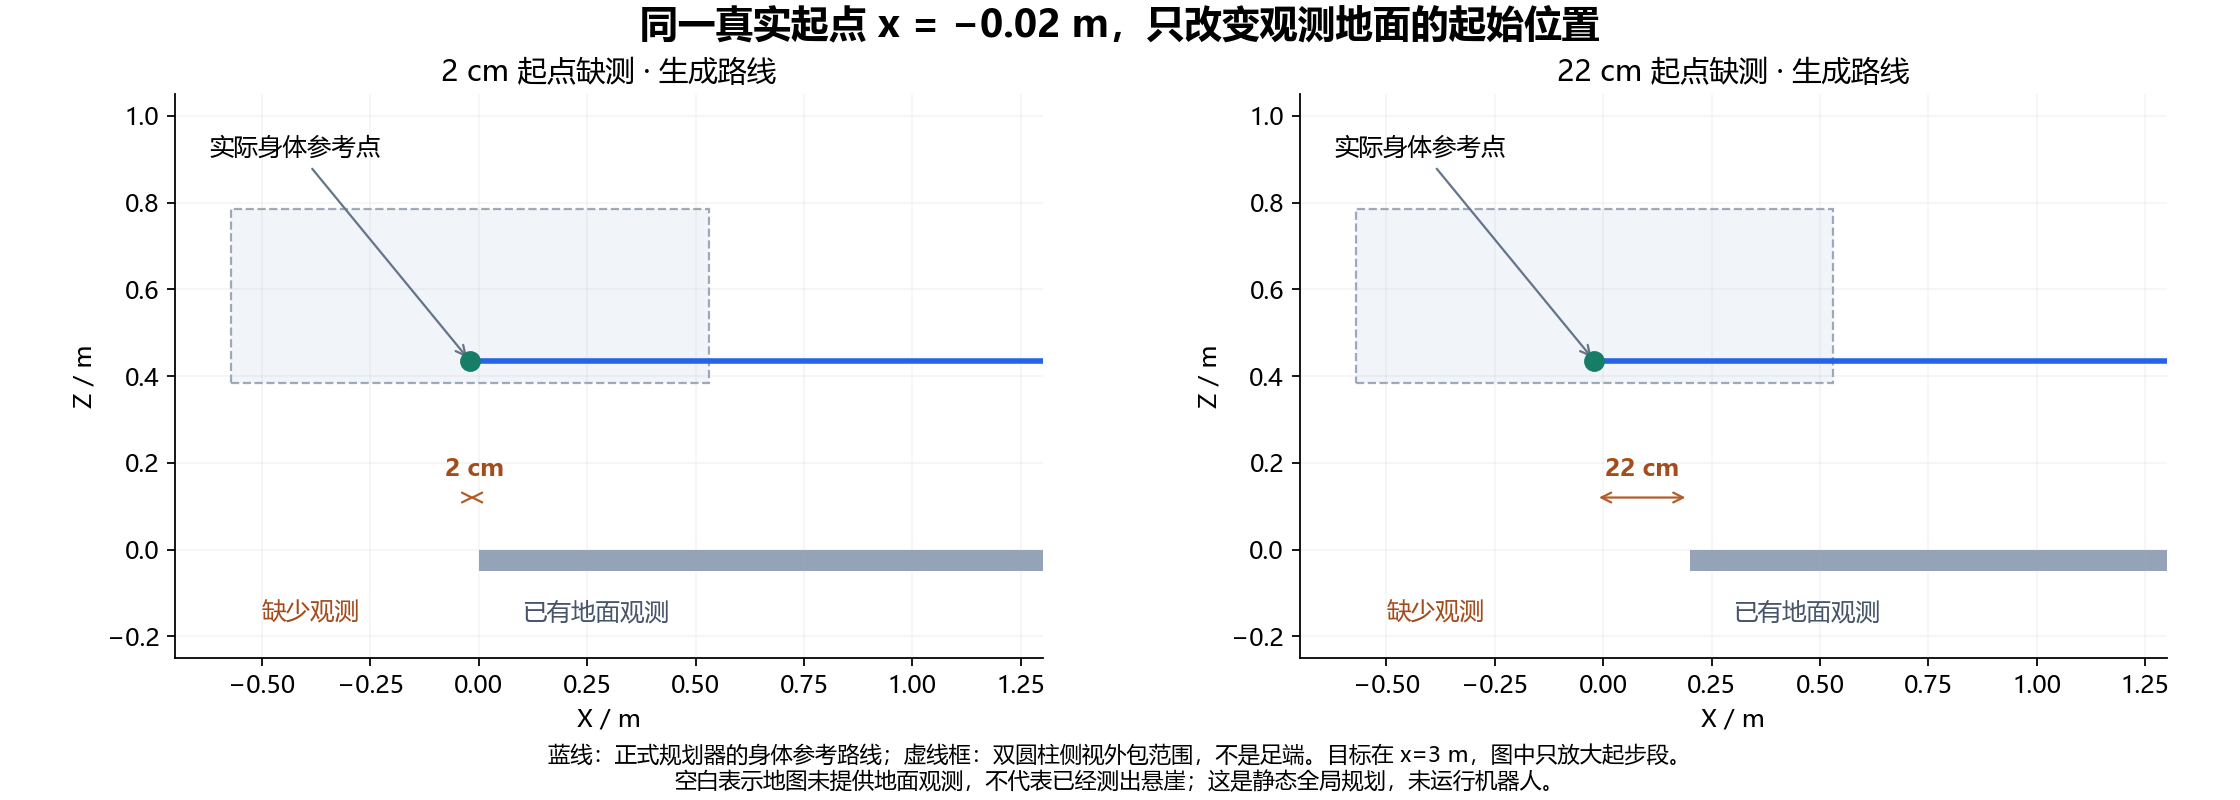 同一真实起点 x = −0.02 m，只改变观测地面的起始位置
2 cm 起点缺测 · 生成路线
1.0
0.8
0.6
0.4
0.2
0.0
−0.2
Z / m
实际身体参考点
2 cm
缺少观测
已有地面观测
−0.50 −0.25 0.00 0.25 0.50 0.75 1.00 1.25
X / m
22 cm 起点缺测 · 生成路线
1.0
0.8
0.6
0.4
0.2
0.0
−0.2
Z / m
实际身体参考点
22 cm
缺少观测
已有地面观测
−0.50 −0.25 0.00 0.25 0.50 0.75 1.00 1.25
X / m
蓝线：正式规划器的身体参考路线；虚线框：双圆柱侧视外包范围，不是足端。目标在 x=3 m，图中只放大起步段。
空白表示地图未提供地面观测，不代表已经测出悬崖；这是静态全局规划，未运行机器人。